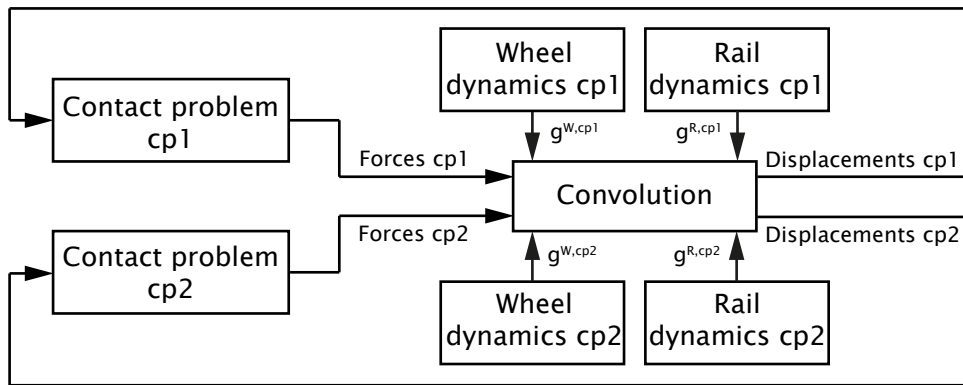 Wheel
dynamics cp1
Rail
dynamics cp1
Contact problem
cp1
g^W,cp1
g^R,cp1
Forces cp1
Displacements cp1
Convolution
Forces cp2
Displacements cp2
Contact problem
cp2
g^W,cp2
g^R,cp2
Wheel
dynamics cp2
Rail
dynamics cp2